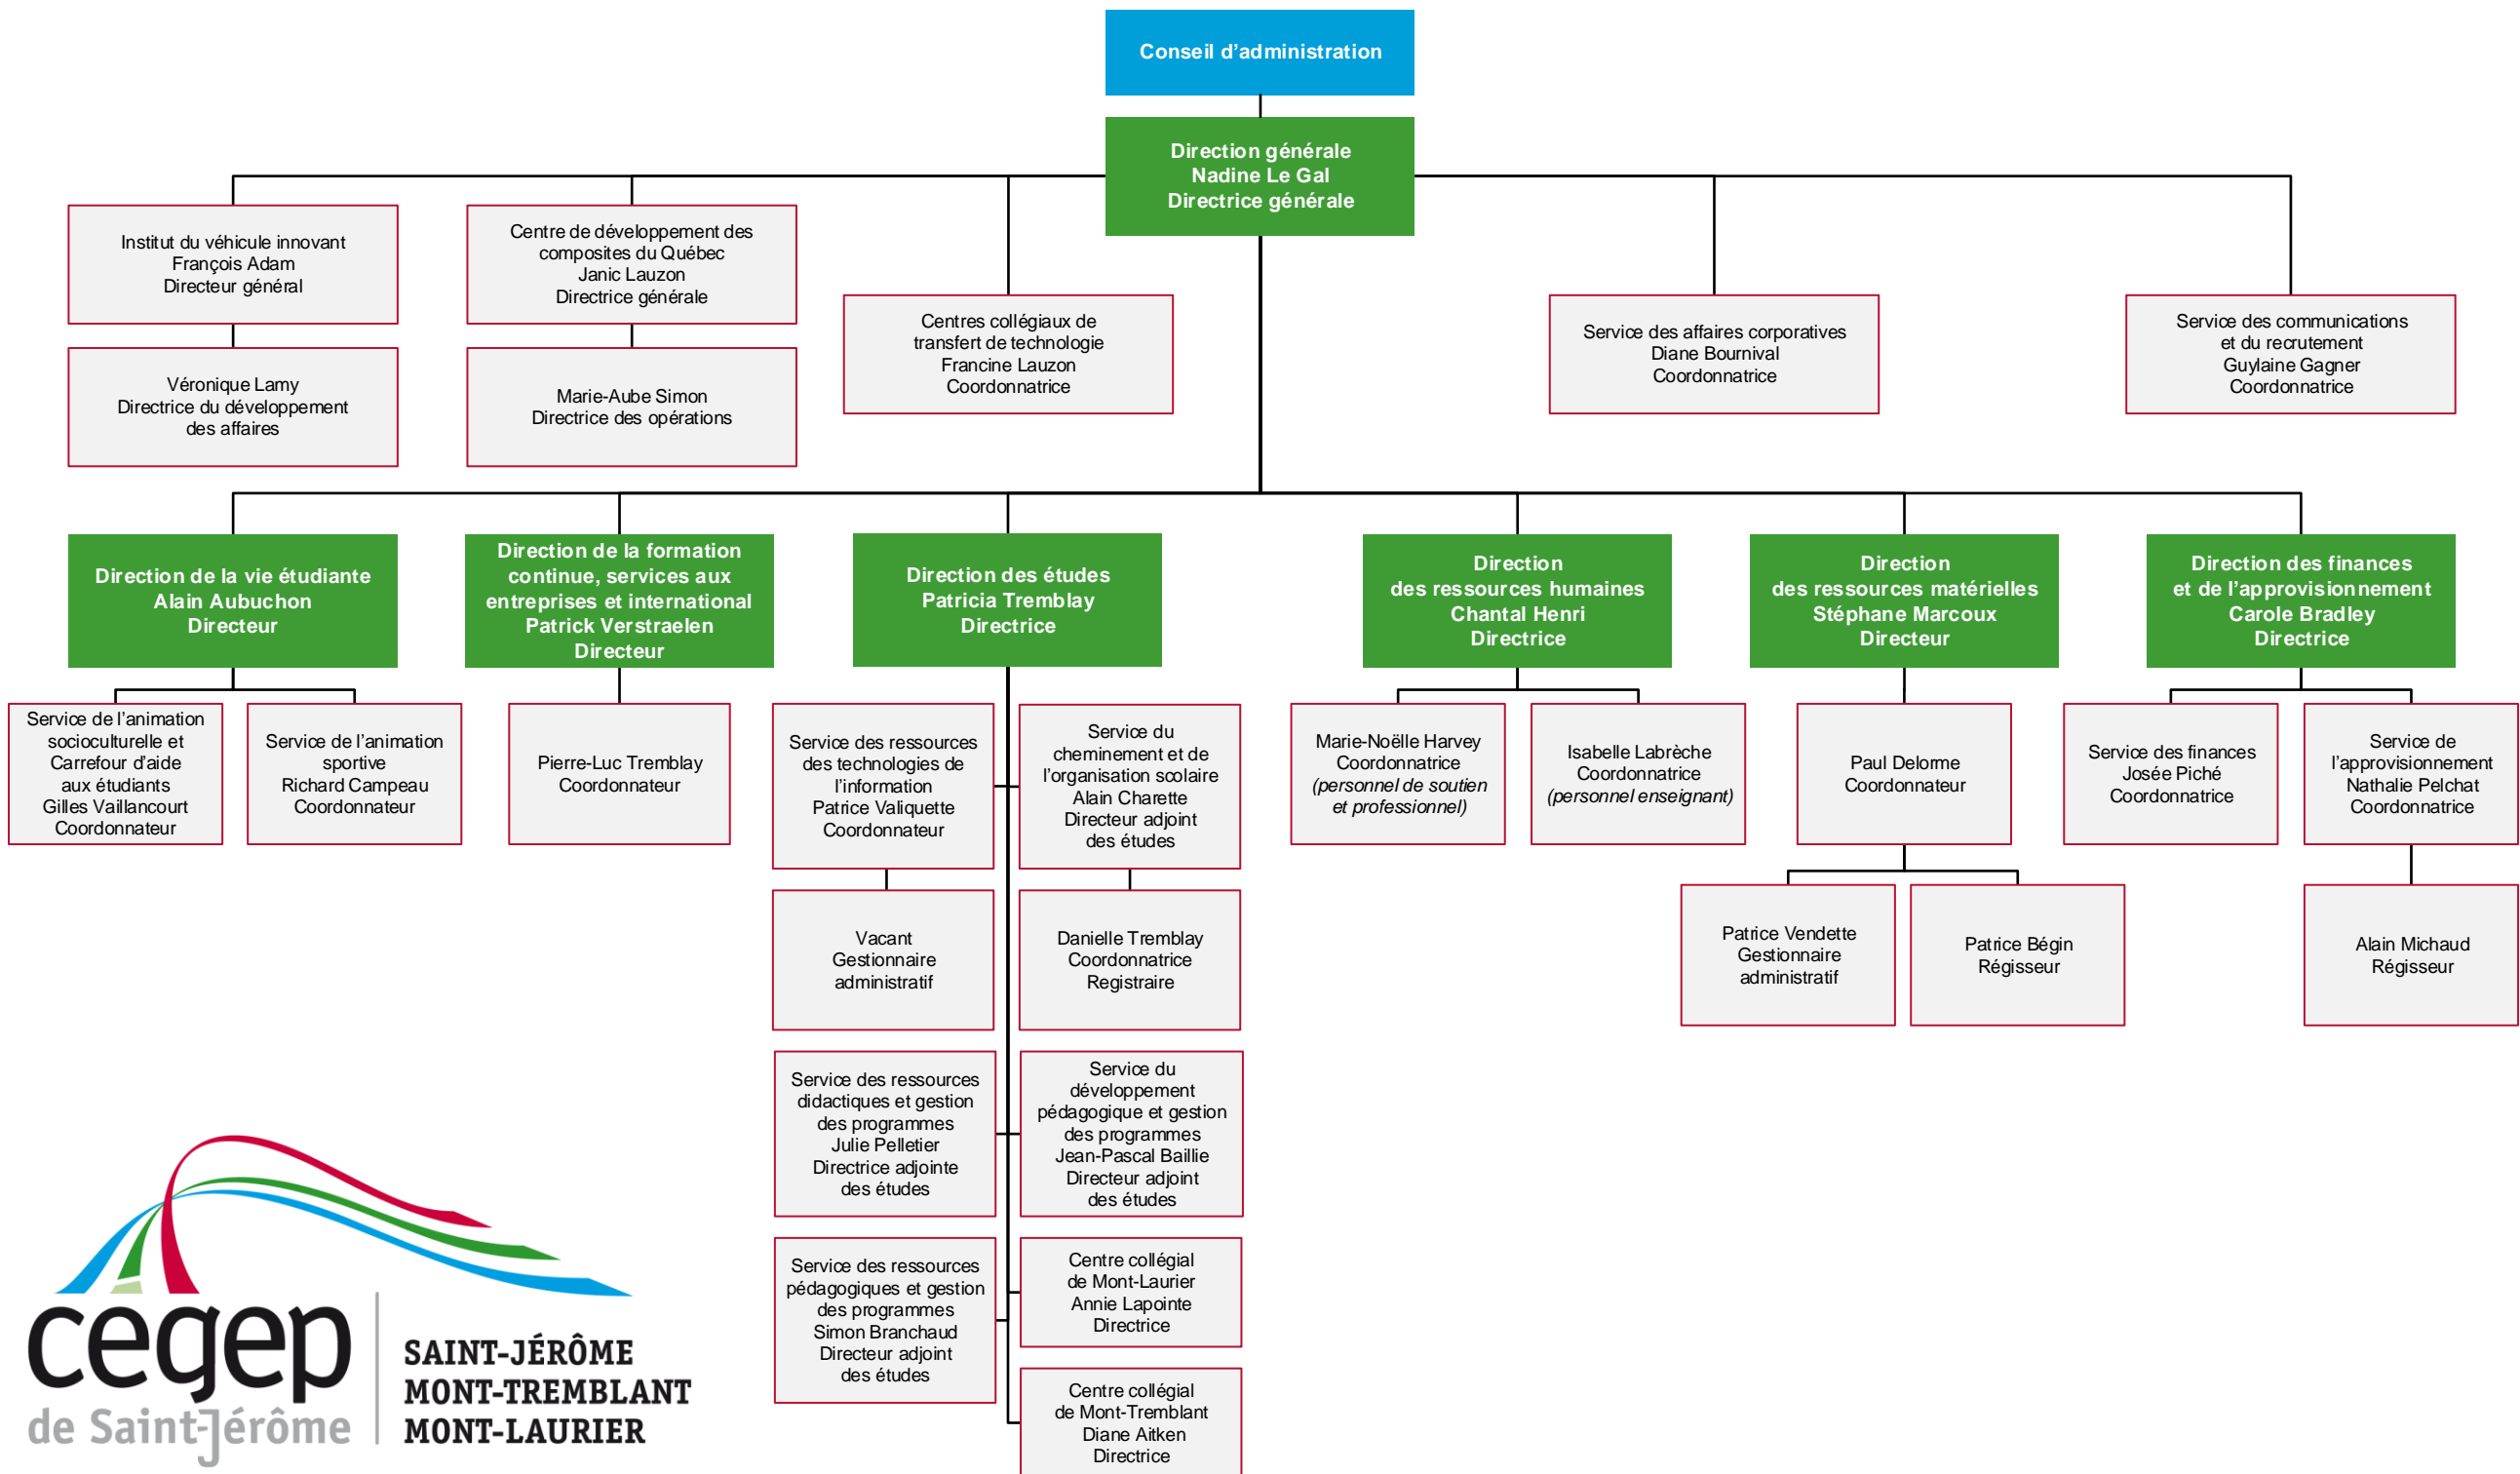 Conseil d'administration
Direction générale
Nadine Le Gal
Directrice générale
Institut du véhicule innovant
François Adam
Directeur général
Centre de développement des
composites du Québec
Janic Lauzon
Directrice générale
Centres collégiaux de
transfert de technologie
Francine Lauzon
Coordonnatrice
Service des affaires corporatives
Diane Bournival
Coordonnatrice
Service des communications
et du recrutement
Guylaine Gagner
Coordonnatrice
Véronique Lamy
Directrice du développement
des affaires
Marie-Aube Simon
Directrice des opérations
Direction de la vie étudiante
Alain Aubuchon
Directeur
Direction de la formation
continue, services aux
entreprises et international
Patrick Verstraelen
Directeur
Direction des études
Patricia Tremblay
Directrice
Direction
des ressources humaines
Chantal Henri
Directrice
Direction
des ressources matérielles
Stéphane Marcoux
Directeur
Direction des finances
et de l'approvisionnement
Carole Bradley
Directrice
Service de l'animation
socioculturelle et
Carrefour d'aide
aux étudiants
Gilles Vaillancourt
Coordonnateur
Service de l'animation
sportive
Richard Campeau
Coordonnateur
Pierre-Luc Tremblay
Coordonnateur
Service des ressources
des technologies de
l'information
Patrice Valiquette
Coordonnateur
Service du
cheminement et de
l'organisation scolaire
Alain Charette
Directeur adjoint
des études
Marie-Noëlle Harvey
Coordonnatrice
(personnel de soutien
et professionnel)
Isabelle Labrèche
Coordonnatrice
(personnel enseignant)
Paul Delorme
Coordonnateur
Service des finances
Josée Piché
Coordonnatrice
Service de
l'approvisionnement
Nathalie Pelchat
Coordonnatrice
Vacant
Gestionnaire
administratif
Danielle Tremblay
Coordonnatrice
Registraire
Patrice Vendette
Gestionnaire
administratif
Patrice Bégin
Régisseur
Alain Michaud
Régisseur
Service des ressources
didactiques et gestion
des programmes
Julie Pelletier
Directrice adjointe
des études
Service du
développement
pédagogique et gestion
des programmes
Jean-Pascal Baillie
Directeur adjoint
des études
Service des ressources
pédagogiques et gestion
des programmes
Simon Branchaud
Directeur adjoint
des études
Centre collégial
de Mont-Laurier
Annie Lapointe
Directrice
Centre collégial
de Mont-Tremblant
Diane Aitken
Directrice
cegep
de Saint-Jérôme
SAINT-JÉRÔME
MONT-TREMBLANT
MONT-LAURIER